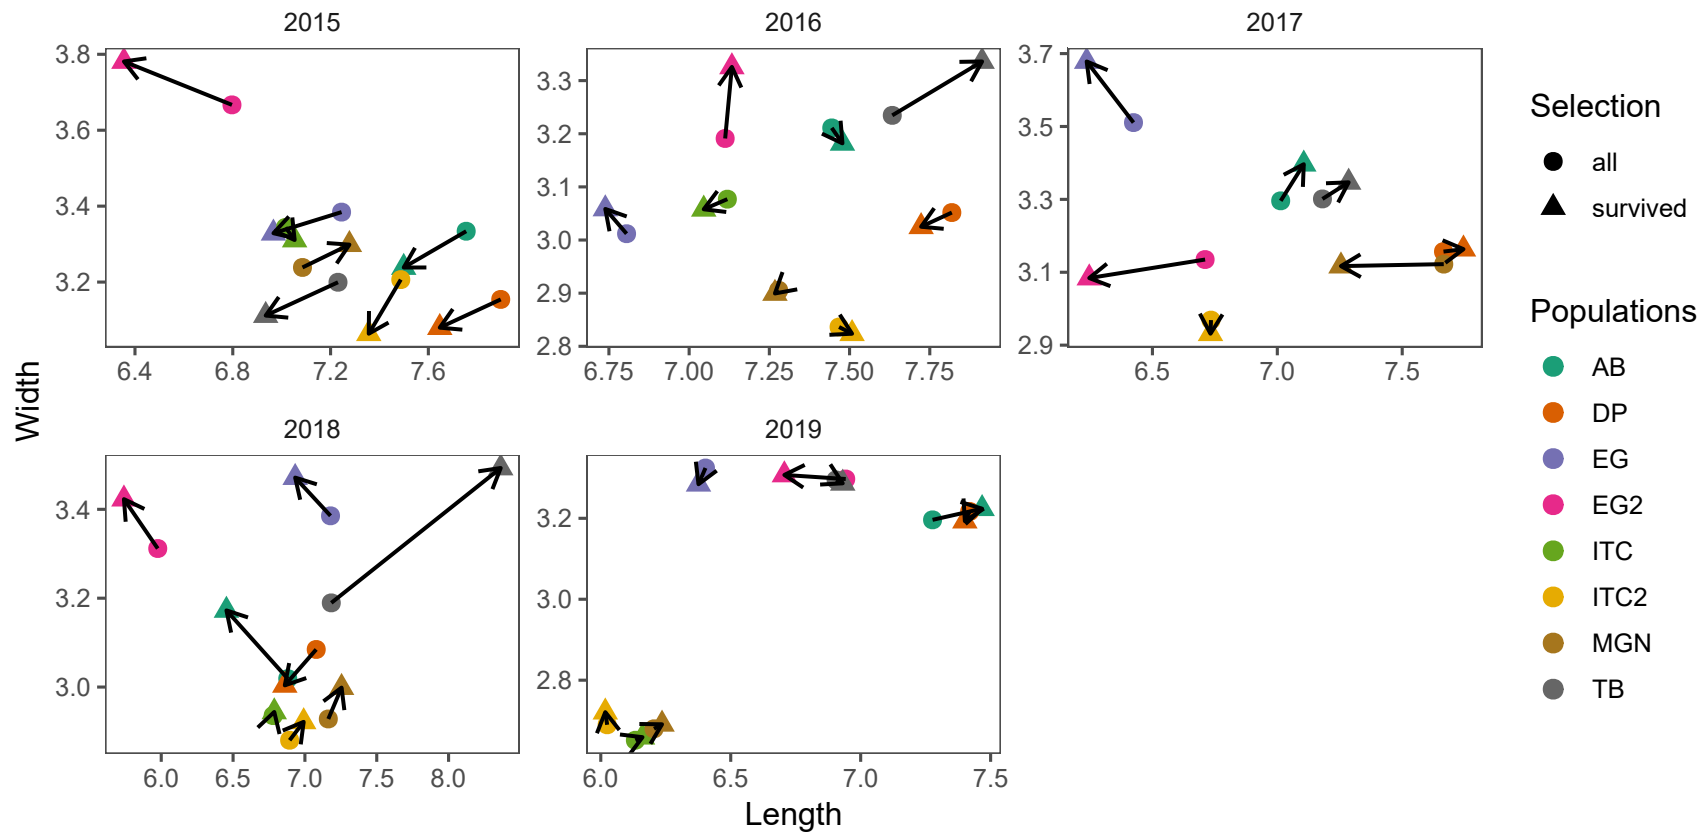 2015
2016
2017
3.8
3.6
3.4
3.2
6.4 6.8 7.2 7.6
3.3
3.2
3.1
3.0
2.9
2.8
6.75 7.00 7.25 7.50 7.75
3.7
3.5
3.3
3.1
2.9
6.5 7.0 7.5
Width
2018
2019
3.4
3.2
3.0
6.0 6.5 7.0 7.5 8.0
3.2
3.0
2.8
6.0 6.5 7.0 7.5
Length
Selection
all
survived
Populations
AB
DP
EG
EG2
ITC
ITC2
MGN
TB